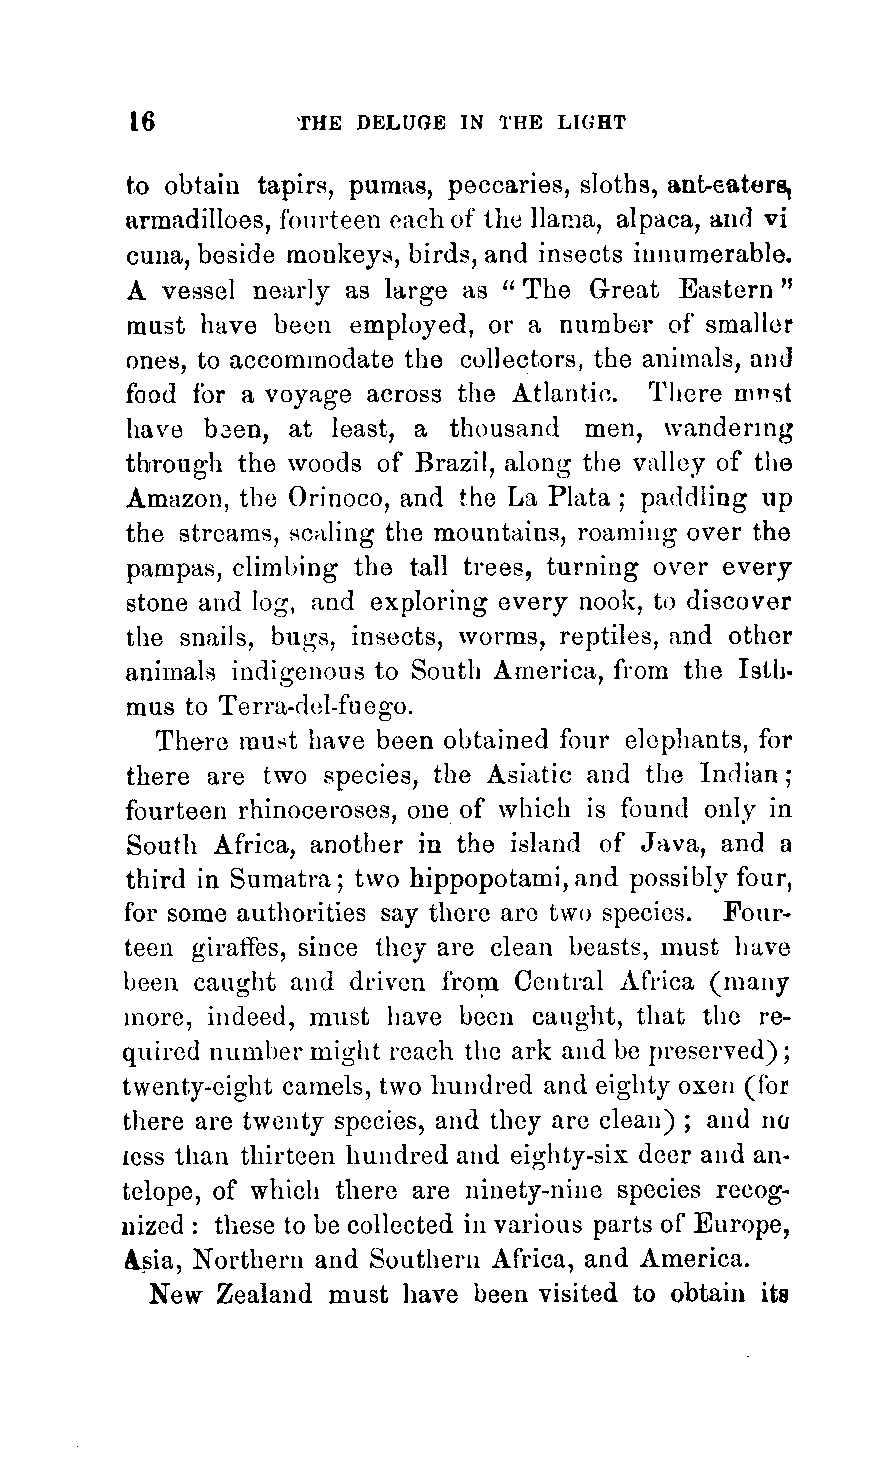 16 THE DELUGE IN THE LIGHT
to obtain tapirs, pumas, peccaries, sloths, ant-eaters,
armadilloes, fourteen each of the llama, alpaca, and vi
cuna, beside monkeys, birds, and insects innumerable.
A vessel nearly as large as “The Great Eastern”
must have been employed, or a number of smaller
ones, to accommodate the collectors, the animals, and
food for a voyage across the Atlantic. There must
have been, at least, a thousand men, wandering
through the woods of Brazil, along the valley of the
Amazon, the Orinoco, and the La Plata; paddling up
the streams, scaling the mountains, roaming over the
pampas, climbing the tall trees, turning over every
stone and log, and exploring every nook, to discover
the snails, bugs, insects, worms, reptiles, and other
animals indigenous to South America, from the Isth-
mus to Terra-del-fuego.
There must have been obtained four elephants, for
there are two species, the Asiatic and the Indian;
fourteen rhinoceroses, one of which is found only in
South Africa, another in the island of Java, and a
third in Sumatra; two hippopotami, and possibly four,
for some authorities say there are two species. Four-
teen giraffes, since they are clean beasts, must have
been caught and driven from Central Africa (many
more, indeed, must have been caught, that the re-
quired number might reach the ark and be preserved);
twenty-eight camels, two hundred and eighty oxen (for
there are twenty species, and they are clean); and no
less than thirteen hundred and eighty-six deer and an-
telope, of which there are ninety-nine species recog-
nized: these to be collected in various parts of Europe,
Asia, Northern and Southern Africa, and America.
New Zealand must have been visited to obtain its